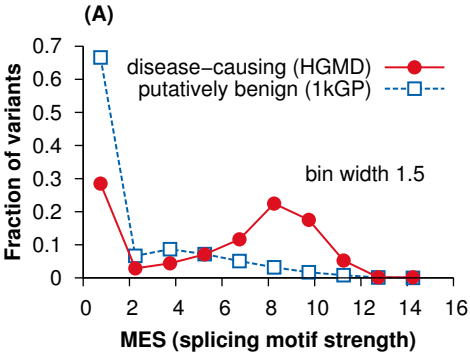 (A)
Fraction of variants
0.7
0.6
0.5
0.4
0.3
0.2
0.1
0
disease−causing (HGMD)
putatively benign (1kGP)
bin width 1.5
0 2 4 6 8 10 12 14 16
MES (splicing motif strength)